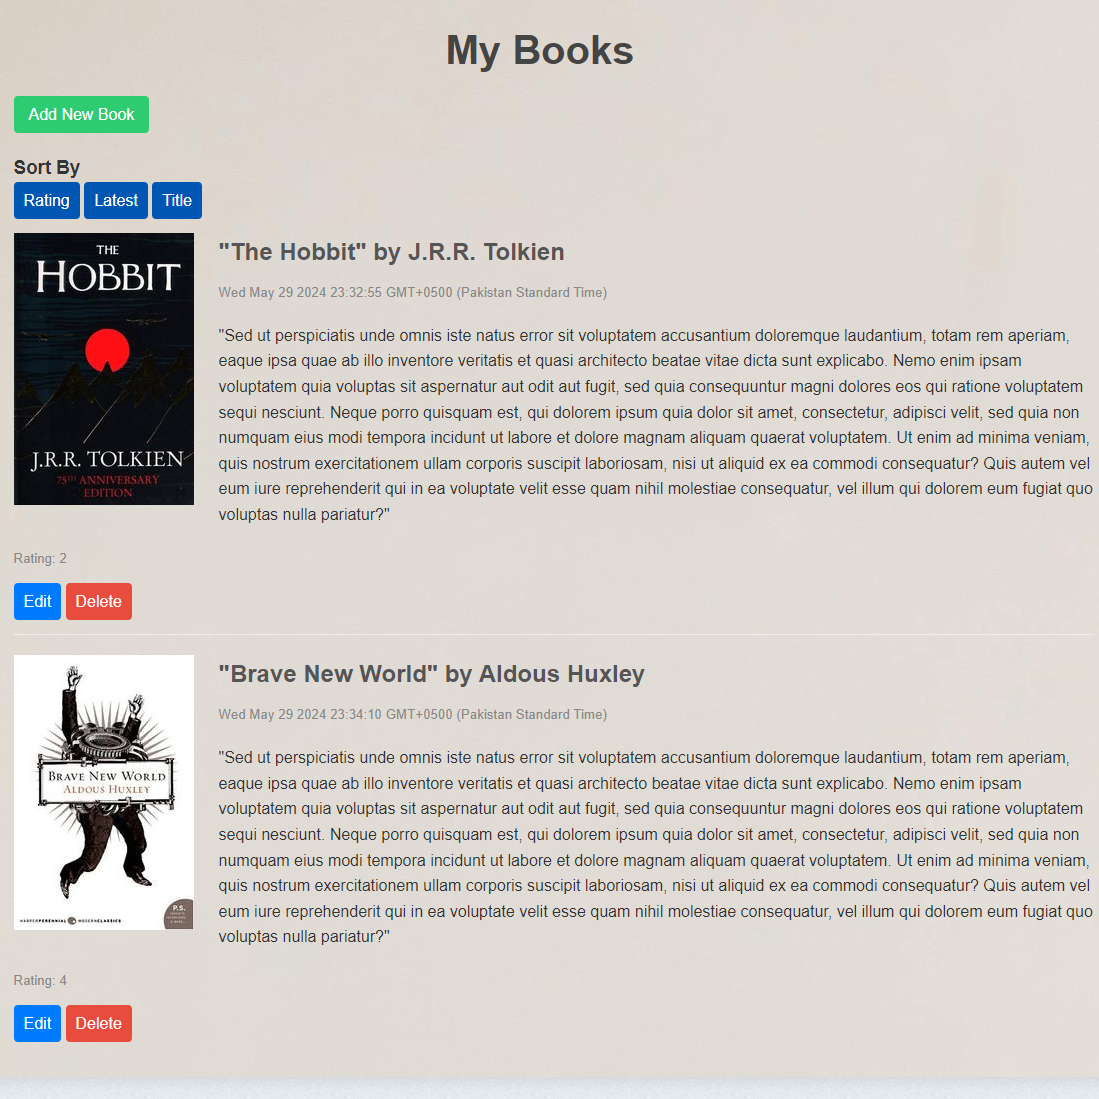 My Books
Add New Book
Sort By
Rating Latest Title
THE
HOBBIT
J.R.R. TOLKIEN
75TH ANNIVERSARY
EDITION
"The Hobbit" by J.R.R. Tolkien
Wed May 29 2024 23:32:55 GMT+0500 (Pakistan Standard Time)
"Sed ut perspiciatis unde omnis iste natus error sit voluptatem accusantium doloremque laudantium, totam rem aperiam,
eaque ipsa quae ab illo inventore veritatis et quasi architecto beatae vitae dicta sunt explicabo. Nemo enim ipsam
voluptatem quia voluptas sit aspernatur aut odit aut fugit, sed quia consequuntur magni dolores eos qui ratione voluptatem
sequi nesciunt. Neque porro quisquam est, qui dolorem ipsum quia dolor sit amet, consectetur, adipisci velit, sed quia non
numquam eius modi tempora incidunt ut labore et dolore magnam aliquam quaerat voluptatem. Ut enim ad minima veniam,
quis nostrum exercitationem ullam corporis suscipit laboriosam, nisi ut aliquid ex ea commodi consequatur? Quis autem vel
eum iure reprehenderit qui in ea voluptate velit esse quam nihil molestiae consequatur, vel illum qui dolorem eum fugiat quo
voluptas nulla pariatur?"
Rating: 2
Edit Delete
BRAVE NEW WORLD
ALDOUS HUXLEY
P.S.
HARPERPERENNIAL MODERNCLASSICS
"Brave New World" by Aldous Huxley
Wed May 29 2024 23:34:10 GMT+0500 (Pakistan Standard Time)
"Sed ut perspiciatis unde omnis iste natus error sit voluptatem accusantium doloremque laudantium, totam rem aperiam,
eaque ipsa quae ab illo inventore veritatis et quasi architecto beatae vitae dicta sunt explicabo. Nemo enim ipsam
voluptatem quia voluptas sit aspernatur aut odit aut fugit, sed quia consequuntur magni dolores eos qui ratione voluptatem
sequi nesciunt. Neque porro quisquam est, qui dolorem ipsum quia dolor sit amet, consectetur, adipisci velit, sed quia non
numquam eius modi tempora incidunt ut labore et dolore magnam aliquam quaerat voluptatem. Ut enim ad minima veniam,
quis nostrum exercitationem ullam corporis suscipit laboriosam, nisi ut aliquid ex ea commodi consequatur? Quis autem vel
eum iure reprehenderit qui in ea voluptate velit esse quam nihil molestiae consequatur, vel illum qui dolorem eum fugiat quo
voluptas nulla pariatur?"
Rating: 4
Edit Delete